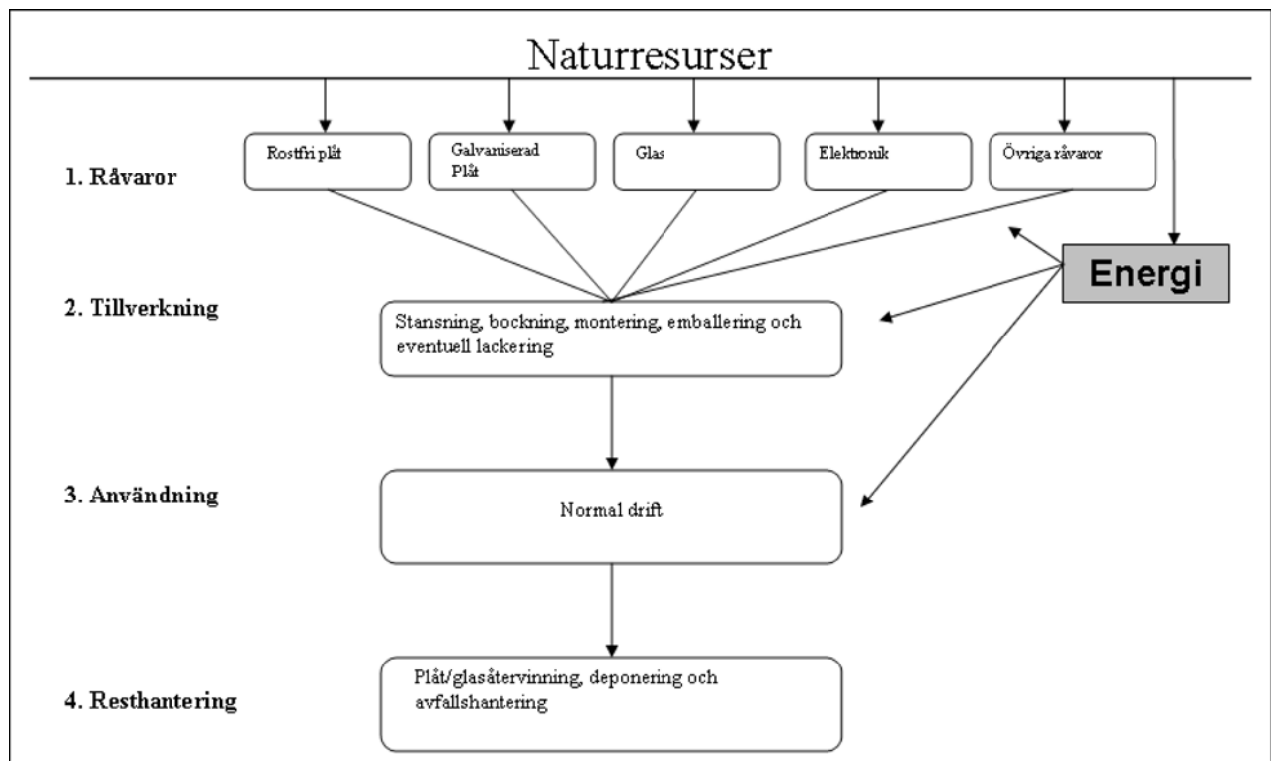 Naturresurser
Rostfri plåt
Galvaniserad
Plåt
Glas
Elektronik
Övriga råvaror
1. Råvaror
Energi
2. Tillverkning
Stansning, bockning, montering, emballering och
eventuell lackering
3. Användning
Normal drift
Plåt/glasåtervinning, deponering och
avfallshantering
4. Resthantering